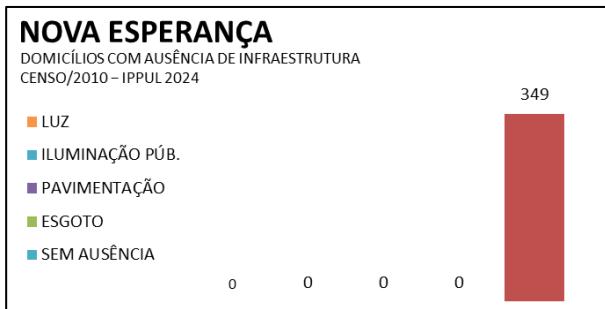 NOVA ESPERANÇA
DOMICÍLIOS COM AUSÊNCIA DE INFRAESTRUTURA
CENSO/2010 – IPPUL 2024
349
LUZ
ILUMINAÇÃO PÚB.
PAVIMENTAÇÃO
ESGOTO
SEM AUSÊNCIA
0 0 0 0